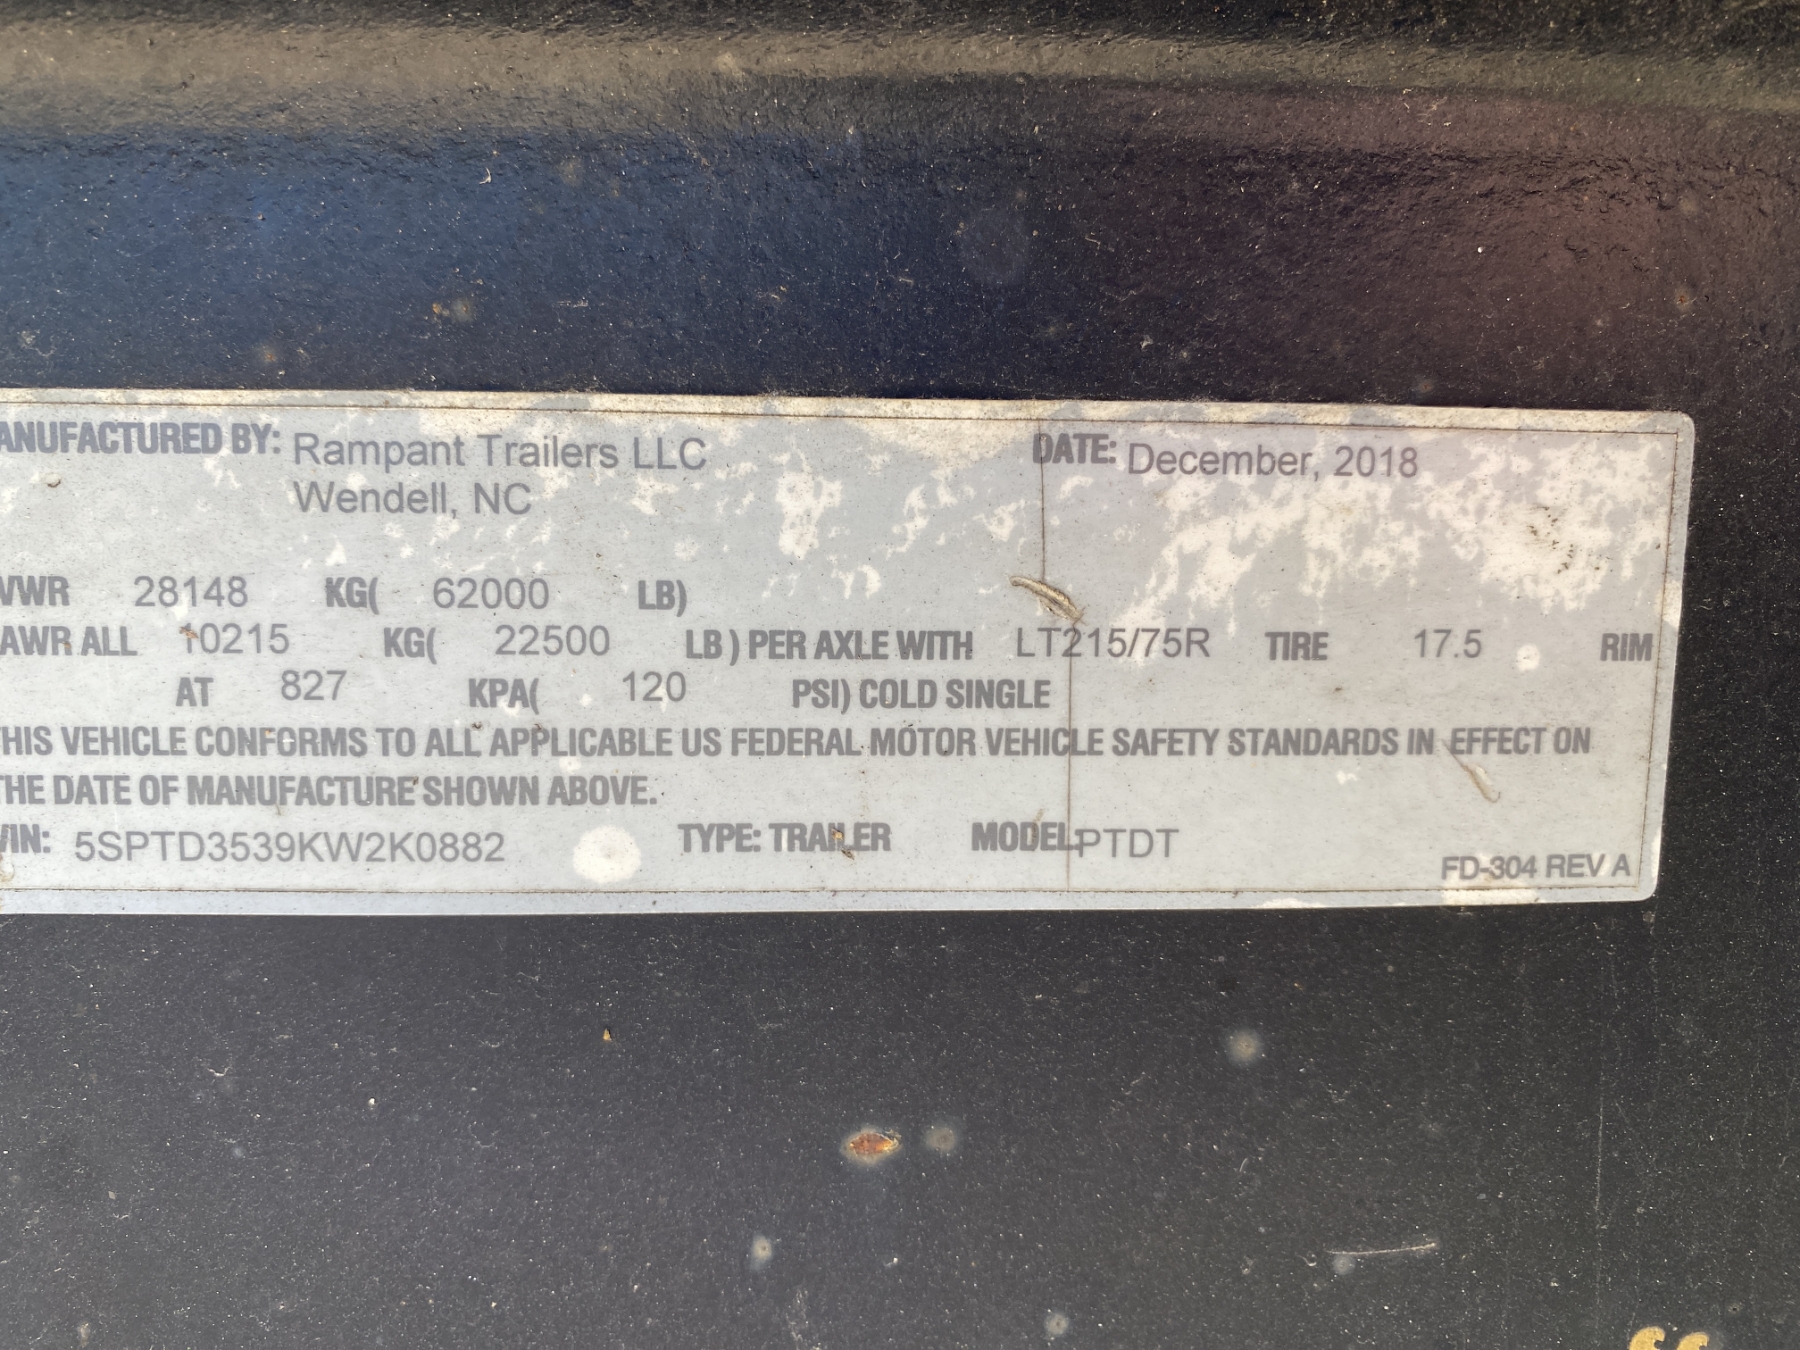 ANUFACTURED BY: Rampant Trailers LLC DATE: December, 2018
Wendell, NC
VWR 28148 KG( 62000 LB)
AWR ALL 10215 KG( 22500 LB) PER AXLE WITH LT215/75R TIRE 17.5 RIM
AT 827 KPA( 120 PSI) COLD SINGLE
THIS VEHICLE CONFORMS TO ALL APPLICABLE US FEDERAL MOTOR VEHICLE SAFETY STANDARDS IN EFFECT ON
THE DATE OF MANUFACTURE SHOWN ABOVE.
VIN: 5SPTD3539KW2K0882 TYPE: TRAILER MODEL: PTDT
FD-304 REV A